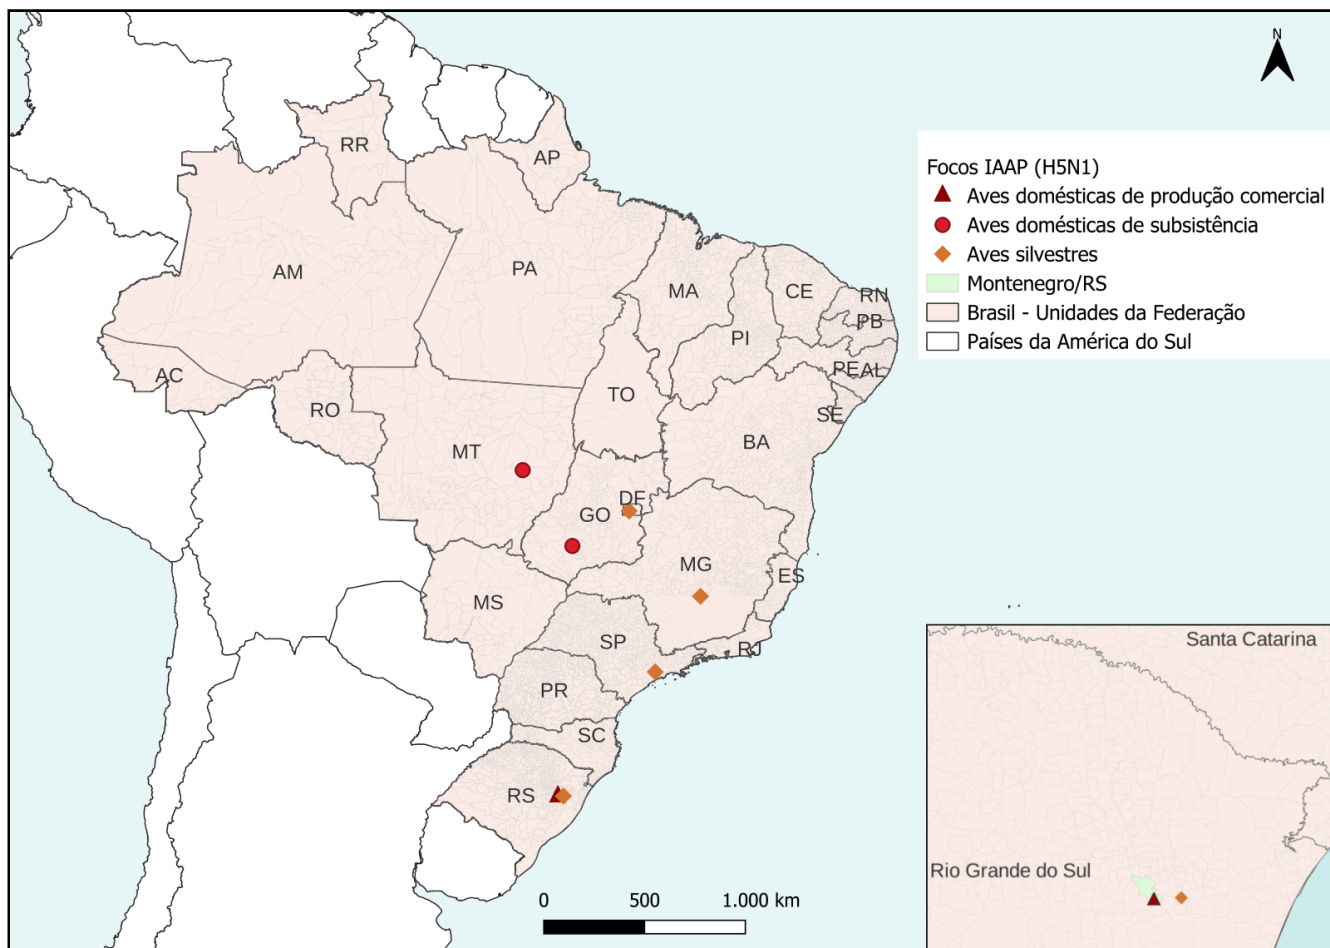 N
Focos IAAP (H5N1)
Aves domésticas de produção comercial
Aves domésticas de subsistência
Aves silvestres
Montenegro/RS
Brasil - Unidades da Federação
Países da América do Sul
RR
AP
AM
PA
MA
CE
RN
PB
PI
PE
AL
AC
TO
SE
RO
BA
MT
DF
GO
MG
ES
MS
SP
RJ
PR
SC
RS
0 500 1.000 km
Santa Catarina
Rio Grande do Sul